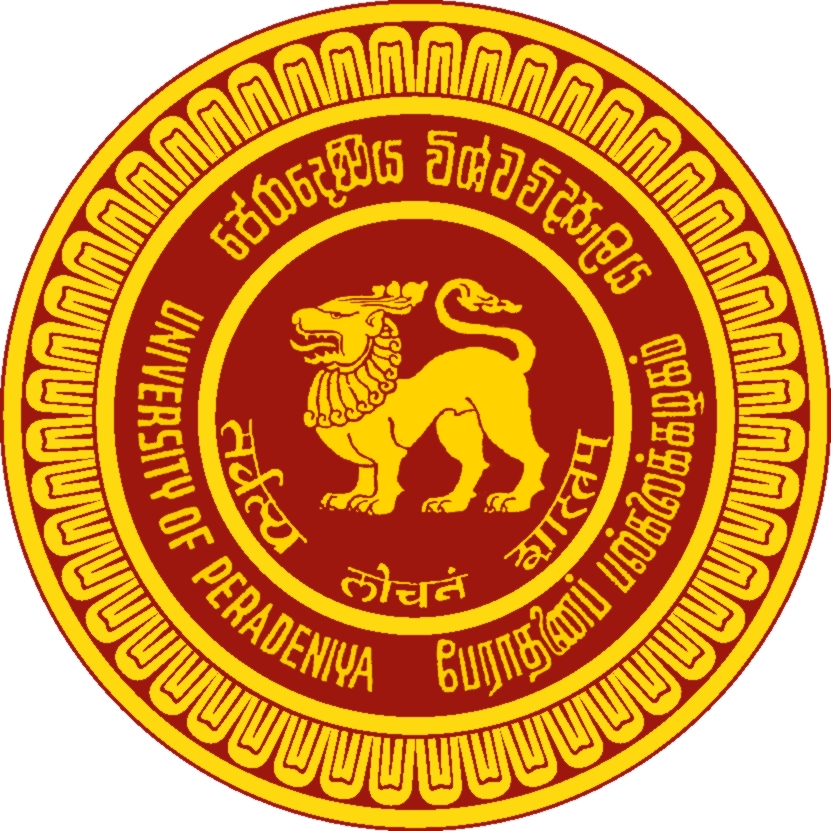 පේරාදෙණිය විශ්වවිද්‍යාලය
UNIVERSITY OF PERADENIYA
பேராதனைப் பல்கலைக்கழகம்
सर्वस्य लोचनं शास्त्रम्